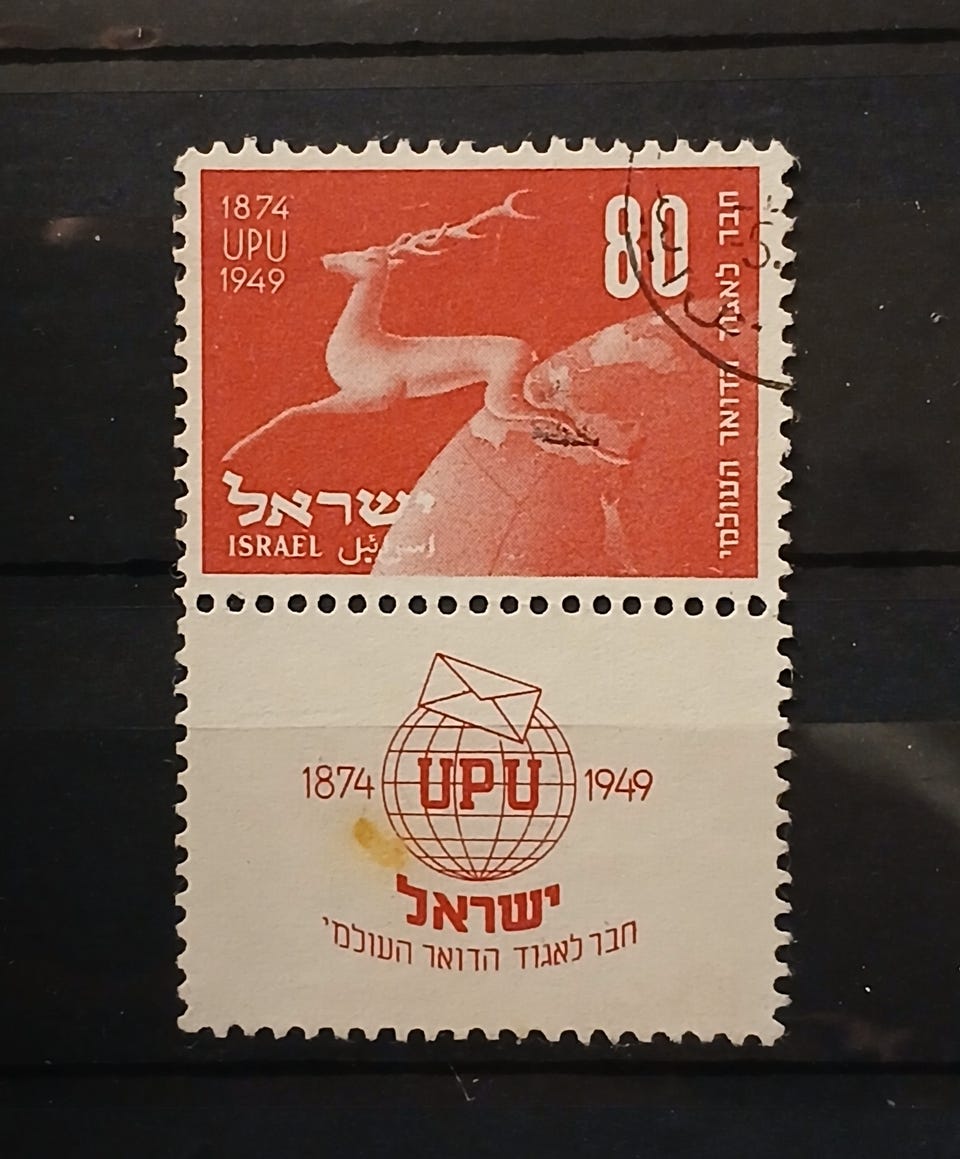 1874
UPU
1949
80
חבר לאגוד הדואר העולמי
ישראל
ISRAEL اسرائيل
1874 UPU 1949
ישראל
חבר לאגוד הדואר העולמי